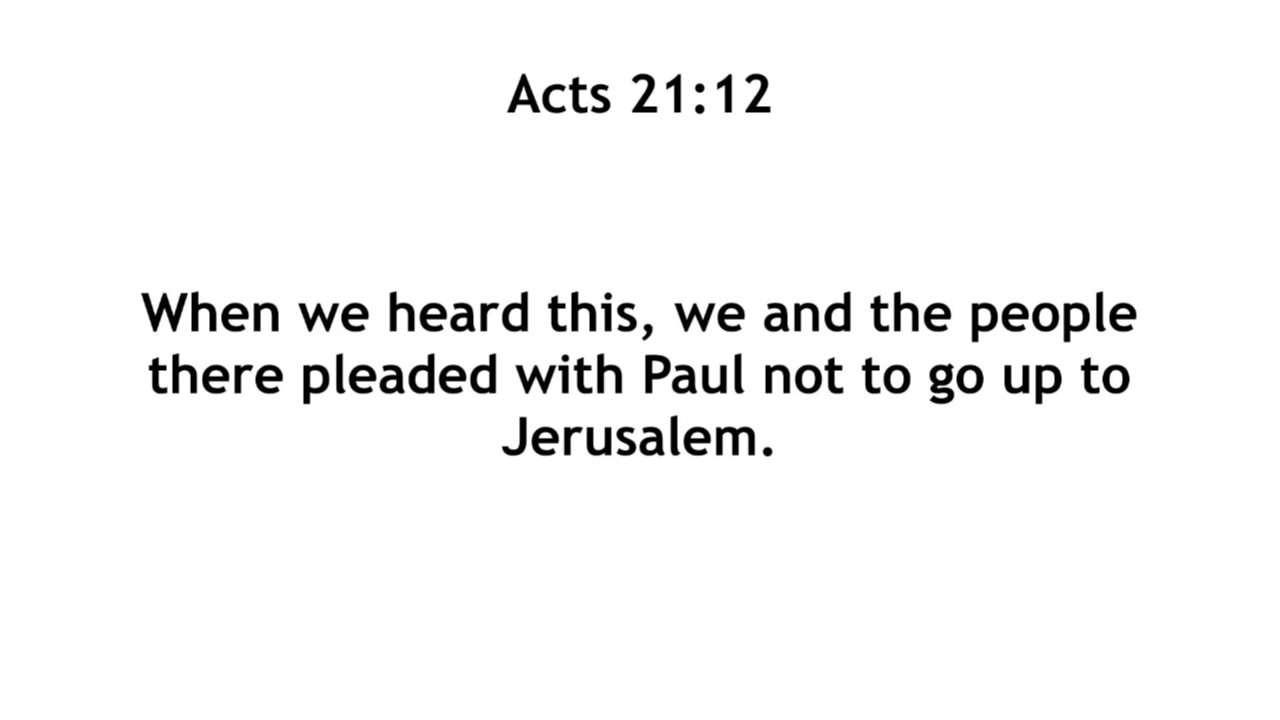 Acts 21:12
When we heard this, we and the people
there pleaded with Paul not to go up to
Jerusalem.